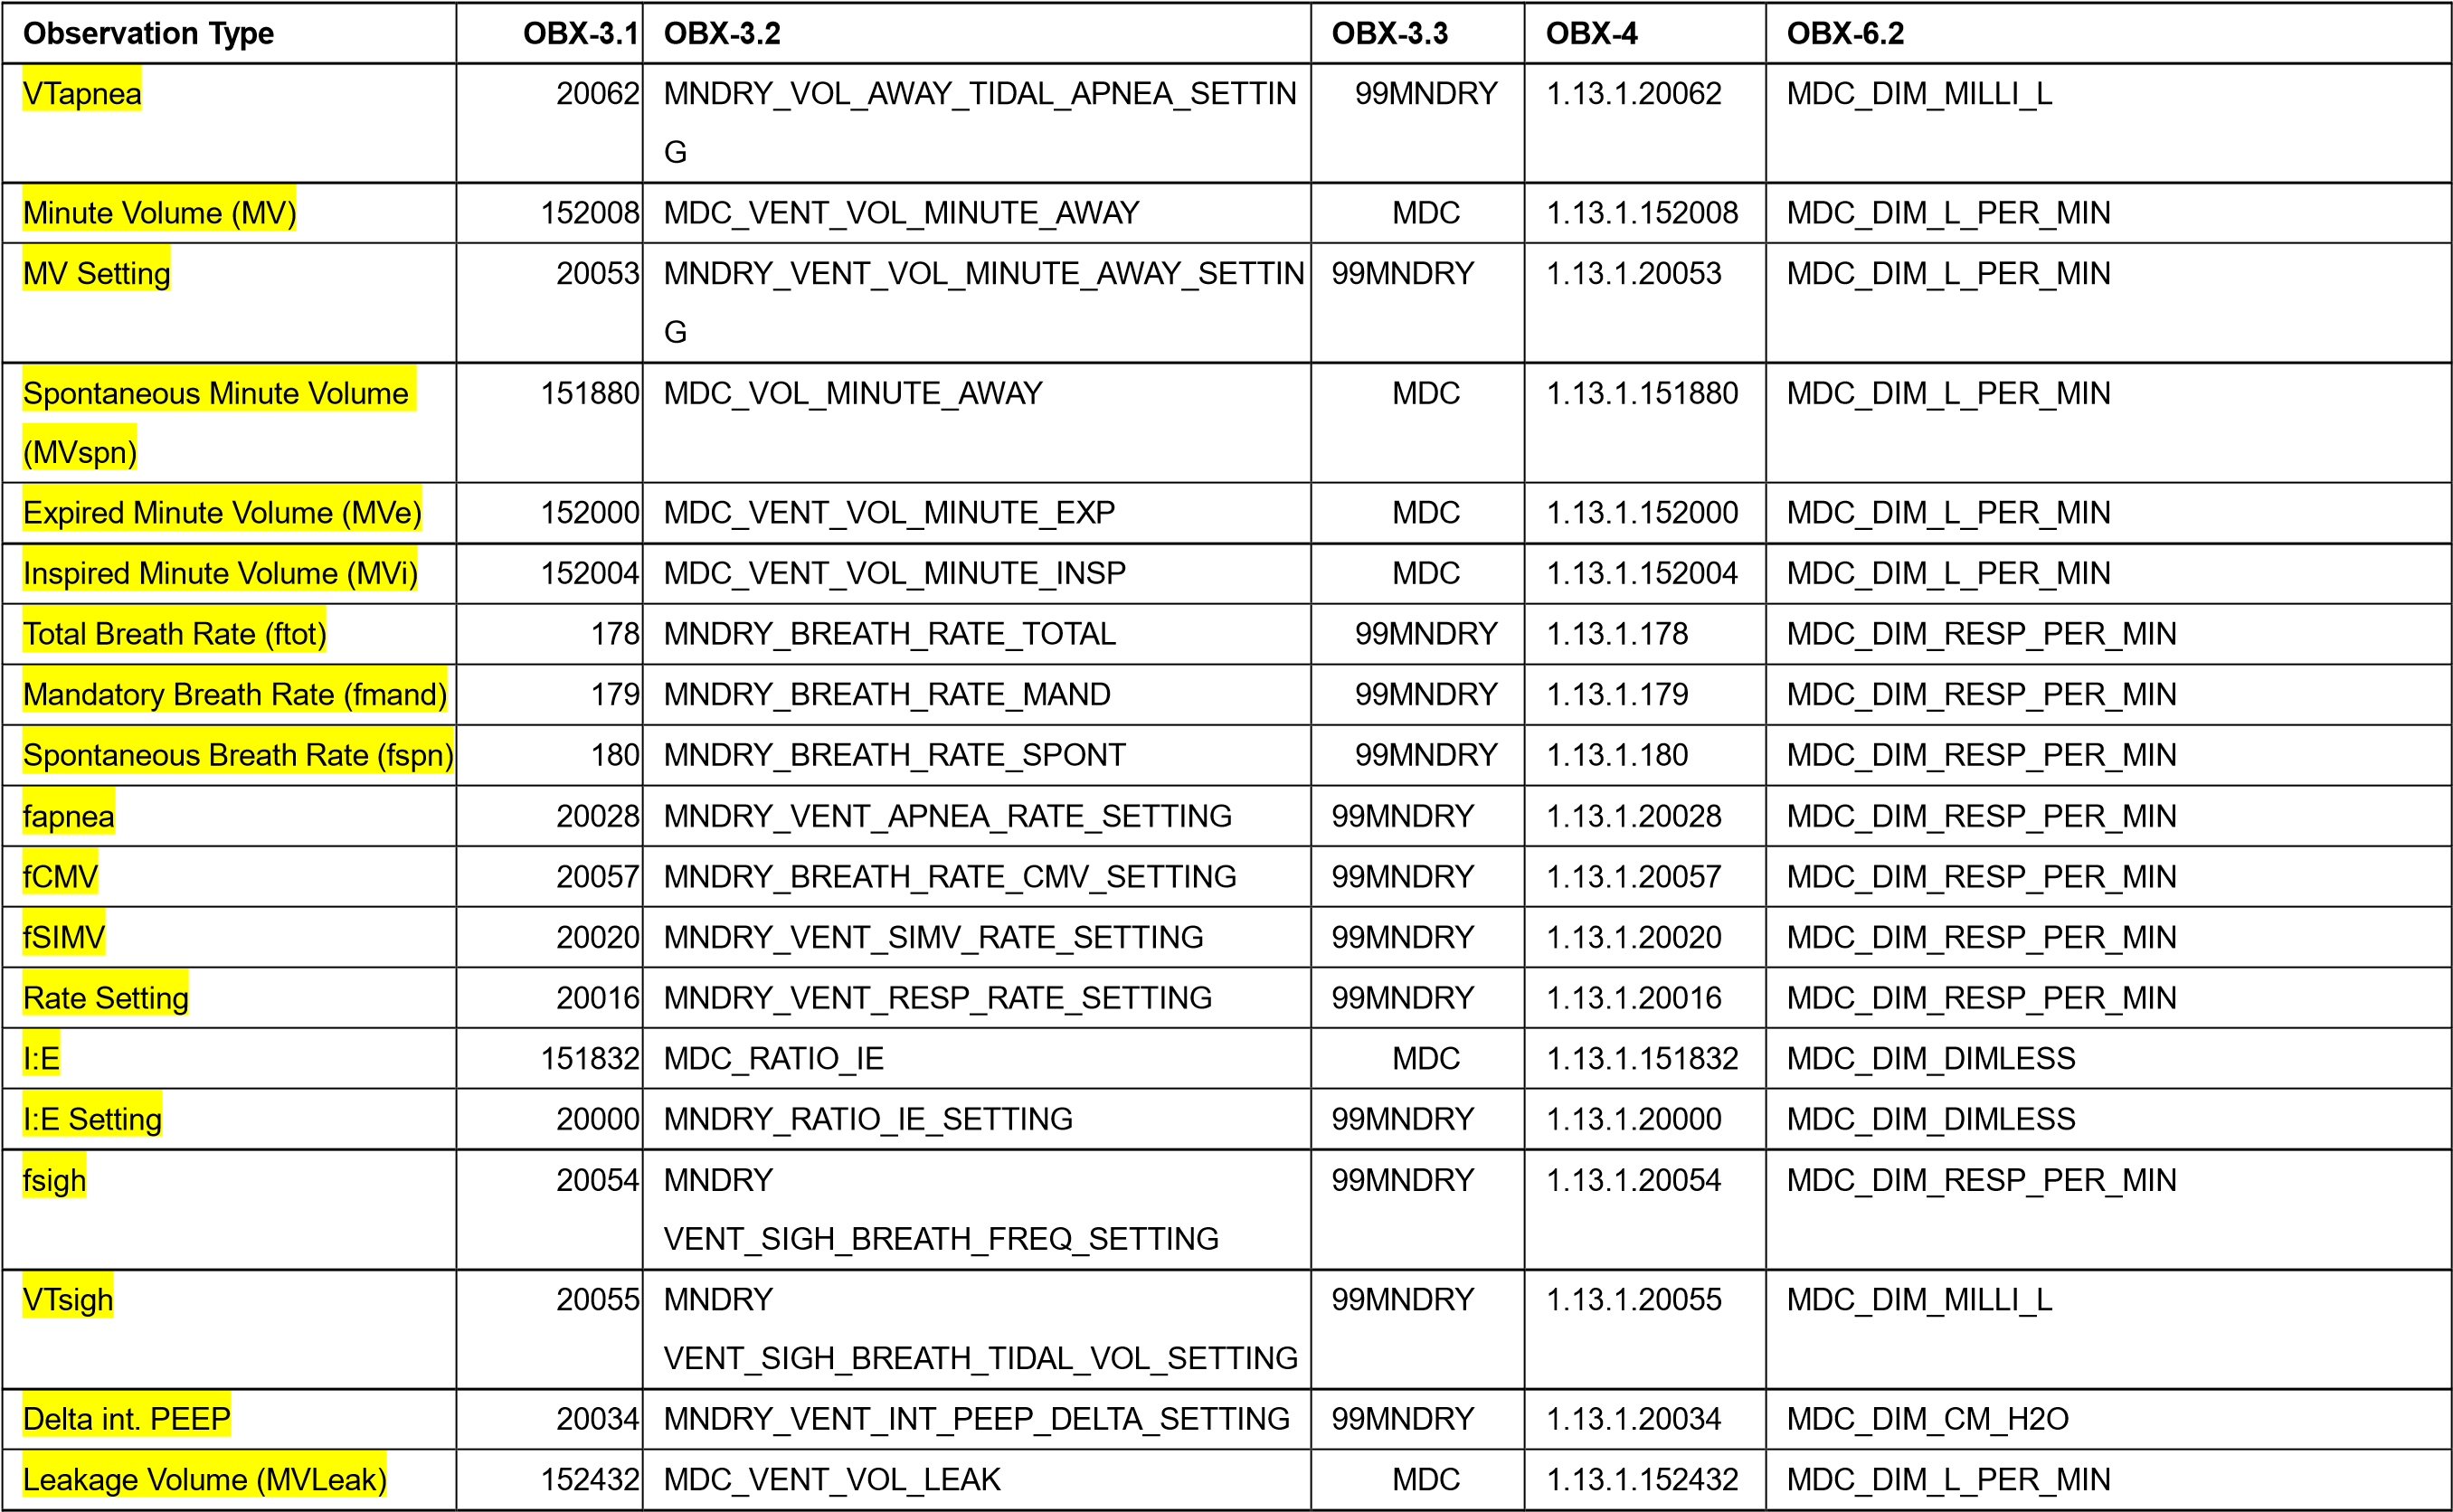 Observation Type OBX-3.1 OBX-3.2 OBX-3.3 OBX-4 OBX-6.2
VTapnea 20062 MNDRY_VOL_AWAY_TIDAL_APNEA_SETTIN 99MNDRY 1.13.1.20062 MDC_DIM_MILLI_L
G
Minute Volume (MV) 152008 MDC_VENT_VOL_MINUTE_AWAY MDC 1.13.1.152008 MDC_DIM_L_PER_MIN
MV Setting 20053 MNDRY_VENT_VOL_MINUTE_AWAY_SETTIN 99MNDRY 1.13.1.20053 MDC_DIM_L_PER_MIN
G
Spontaneous Minute Volume 151880 MDC_VOL_MINUTE_AWAY MDC 1.13.1.151880 MDC_DIM_L_PER_MIN
(MVspn)
Expired Minute Volume (MVe) 152000 MDC_VENT_VOL_MINUTE_EXP MDC 1.13.1.152000 MDC_DIM_L_PER_MIN
Inspired Minute Volume (MVi) 152004 MDC_VENT_VOL_MINUTE_INSP MDC 1.13.1.152004 MDC_DIM_L_PER_MIN
Total Breath Rate (ftot) 178 MNDRY_BREATH_RATE_TOTAL 99MNDRY 1.13.1.178 MDC_DIM_RESP_PER_MIN
Mandatory Breath Rate (fmand) 179 MNDRY_BREATH_RATE_MAND 99MNDRY 1.13.1.179 MDC_DIM_RESP_PER_MIN
Spontaneous Breath Rate (fspn) 180 MNDRY_BREATH_RATE_SPONT 99MNDRY 1.13.1.180 MDC_DIM_RESP_PER_MIN
fapnea 20028 MNDRY_VENT_APNEA_RATE_SETTING 99MNDRY 1.13.1.20028 MDC_DIM_RESP_PER_MIN
fCMV 20057 MNDRY_BREATH_RATE_CMV_SETTING 99MNDRY 1.13.1.20057 MDC_DIM_RESP_PER_MIN
fSIMV 20020 MNDRY_VENT_SIMV_RATE_SETTING 99MNDRY 1.13.1.20020 MDC_DIM_RESP_PER_MIN
Rate Setting 20016 MNDRY_VENT_RESP_RATE_SETTING 99MNDRY 1.13.1.20016 MDC_DIM_RESP_PER_MIN
I:E 151832 MDC_RATIO_IE MDC 1.13.1.151832 MDC_DIM_DIMLESS
I:E Setting 20000 MNDRY_RATIO_IE_SETTING 99MNDRY 1.13.1.20000 MDC_DIM_DIMLESS
fsigh 20054 MNDRY 99MNDRY 1.13.1.20054 MDC_DIM_RESP_PER_MIN
VENT_SIGH_BREATH_FREQ_SETTING
VTsigh 20055 MNDRY 99MNDRY 1.13.1.20055 MDC_DIM_MILLI_L
VENT_SIGH_BREATH_TIDAL_VOL_SETTING
Delta int. PEEP 20034 MNDRY_VENT_INT_PEEP_DELTA_SETTING 99MNDRY 1.13.1.20034 MDC_DIM_CM_H2O
Leakage Volume (MVLeak) 152432 MDC_VENT_VOL_LEAK MDC 1.13.1.152432 MDC_DIM_L_PER_MIN